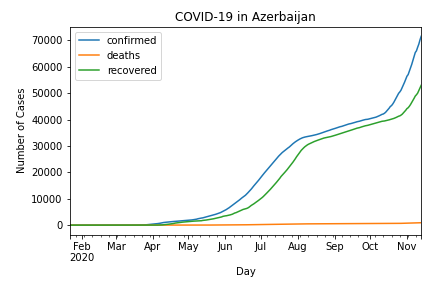 COVID-19 in Azerbaijan
confirmed
deaths
recovered
Number of Cases
70000
60000
50000
40000
30000
20000
10000
0
Feb Mar Apr May Jun Jul Aug Sep Oct Nov
2020
Day